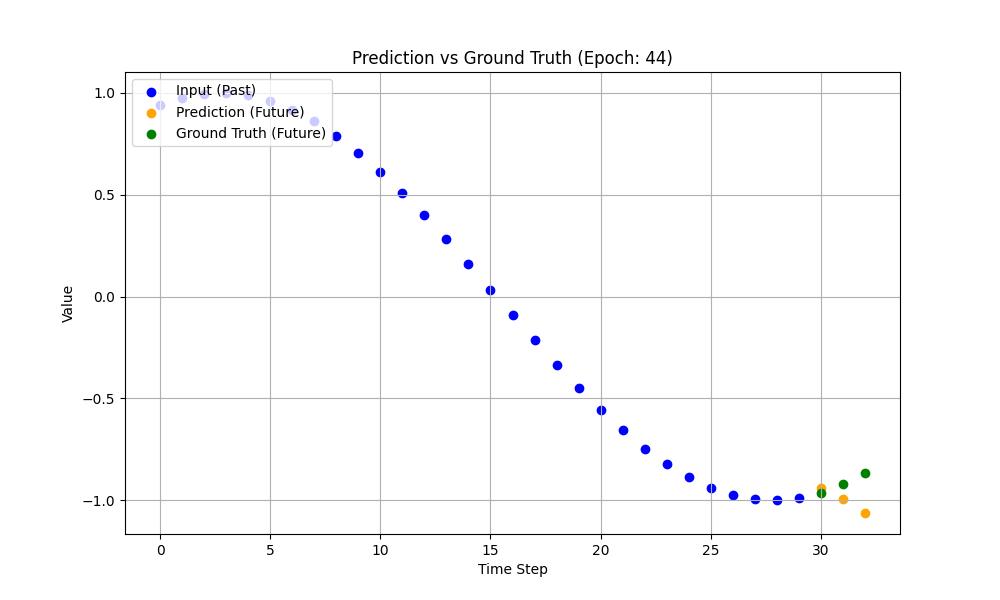 Prediction vs Ground Truth (Epoch: 44)
Input (Past)
Prediction (Future)
Ground Truth (Future)
1.0
0.5
0.0
−0.5
−1.0
Value
0 5 10 15 20 25 30
Time Step